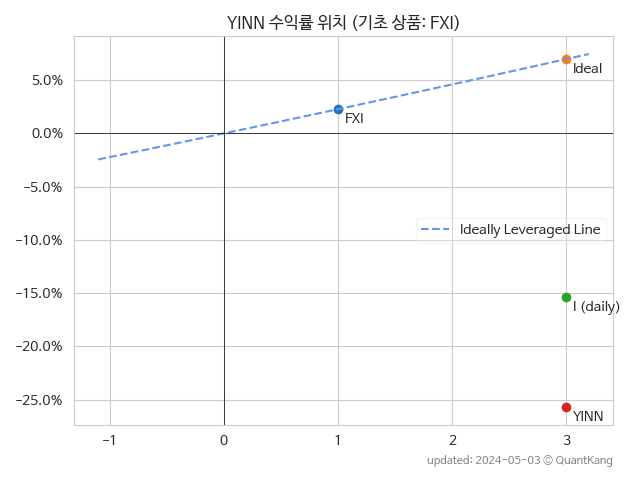 YINN 수익률 위치 (기초 상품: FXI)
5.0%
0.0%
−5.0%
−10.0%
−15.0%
−20.0%
−25.0%
Ideal
FXI
Ideally Leveraged Line
I (daily)
YINN
−1
0
1
2
3
updated: 2024-05-03 © QuantKang